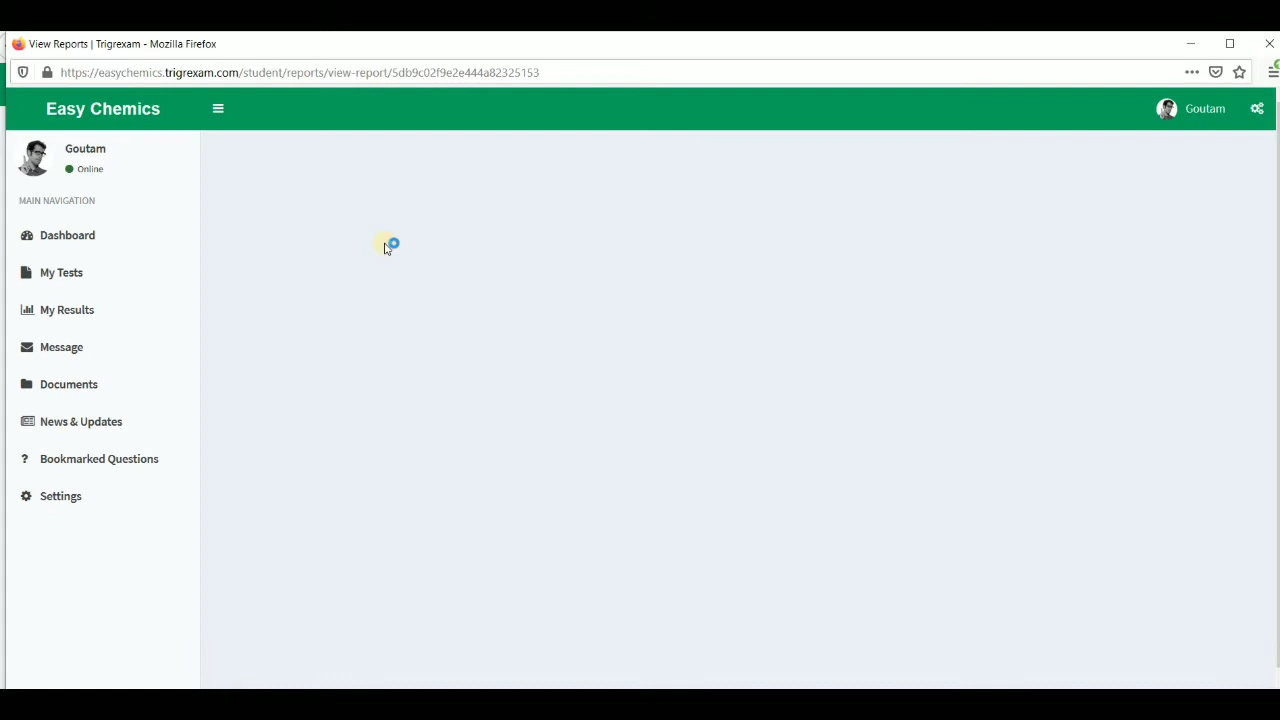 View Reports | Trigrexam - Mozilla Firefox
https://easychemics.trigrexam.com/student/reports/view-report/5db9c02f9e2e444a82325153
Easy Chemics
Goutam
Goutam
Online
MAIN NAVIGATION
Dashboard
My Tests
My Results
Message
Documents
News & Updates
Bookmarked Questions
Settings